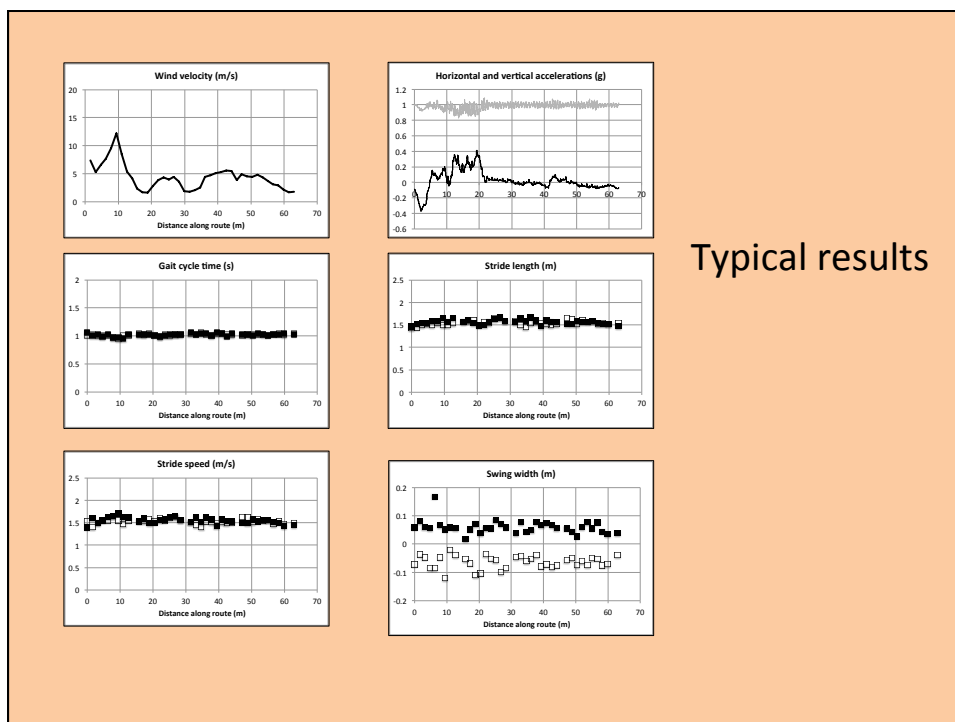 Wind velocity (m/s)
20
15
10
5
0
0 10 20 30 40 50 60 70
Distance along route (m)
Horizontal and vertical accelerations (g)
1.2
1
0.8
0.6
0.4
0.2
0
-0.2
-0.4
-0.6
0 10 20 30 40 50 60 70
Distance along route (m)
Typical results
Gait cycle time (s)
2
1.5
1
0.5
0
0 10 20 30 40 50 60 70
Distance along route (m)
Stride length (m)
2.5
2
1.5
1
0.5
0
0 10 20 30 40 50 60 70
Distance along route (m)
Stride speed (m/s)
2.5
2
1.5
1
0.5
0
0 10 20 30 40 50 60 70
Distance along route (m)
Swing width (m)
0.2
0.1
0
-0.1
-0.2
0 10 20 30 40 50 60 70
Distance along route (m)